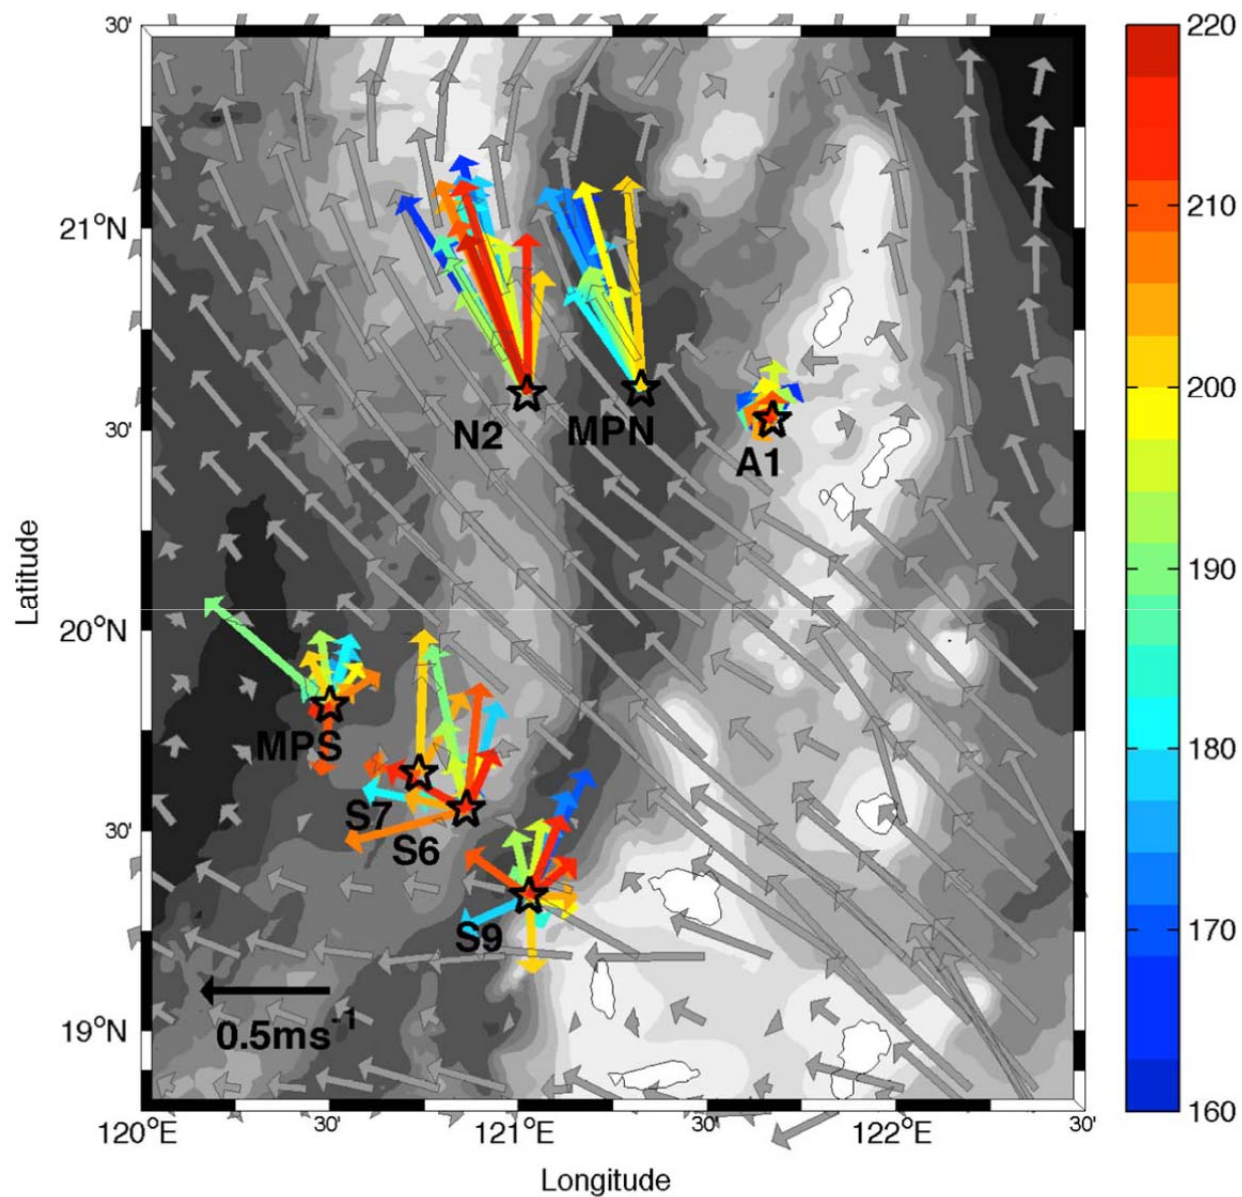 30'
220
21°N
210
N2
MPN
200
30'
A1
190
Latitude
20°N
MPS
180
S7
30'
S6
170
S9
0.5ms⁻¹
19°N
160
120°E
30'
121°E
30'
122°E
30'
Longitude